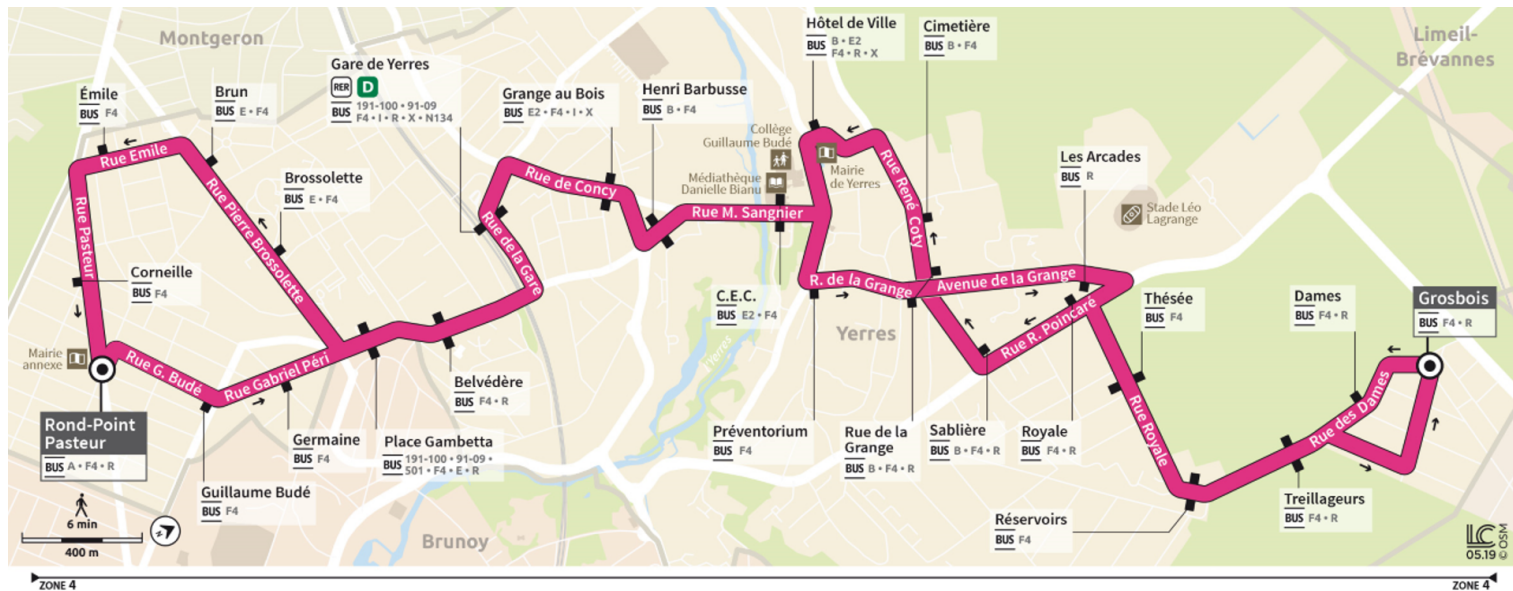 Montgeron
Limeil-
Brévannes
Émile
BUS F4
Brun
BUS E • F4
Gare de Yerres
RER D
BUS 191-100 • 91-09
F4 • I • R • X • N134
Grange au Bois
BUS E2 • F4 • I • X
Henri Barbusse
BUS B • F4
Hôtel de Ville
BUS B • E2
F4 • R • X
Cimetière
BUS B • F4
Collège
Guillaume Budé
Médiathèque
Danielle Bianu
Mairie
de Yerres
Les Arcades
BUS R
Stade Léo
Lagrange
Brossolette
BUS E • F4
Rue Emile
Rue Pasteur
Rue Pierre Brossolette
Rue de la Gare
Rue de Concy
Rue M. Sangnier
Rue René Coty
R. de la Grange
Avenue de la Grange
Rue R. Poincaré
Rue Royale
Rue des Dames
Corneille
BUS F4
C.E.C.
BUS E2 • F4
Yerres
l'Yerres
Thésée
BUS F4
Dames
BUS F4 • R
Grosbois
BUS F4 • R
Mairie
annexe
Rue G. Budé
Rue Gabriel Péri
Belvédère
BUS F4 • R
Rond-Point
Pasteur
BUS A • F4 • R
Germaine
BUS F4
Place Gambetta
BUS 191-100 • 91-09 •
501 • F4 • E • R
Préventorium
BUS F4
Rue de la
Grange
BUS B • F4 • R
Sablière
BUS B • F4 • R
Royale
BUS F4 • R
Guillaume Budé
BUS F4
Treillageurs
BUS F4 • R
Réservoirs
BUS F4
Brunoy
6 min
400 m
LC
05.19 © OSM
ZONE 4
ZONE 4